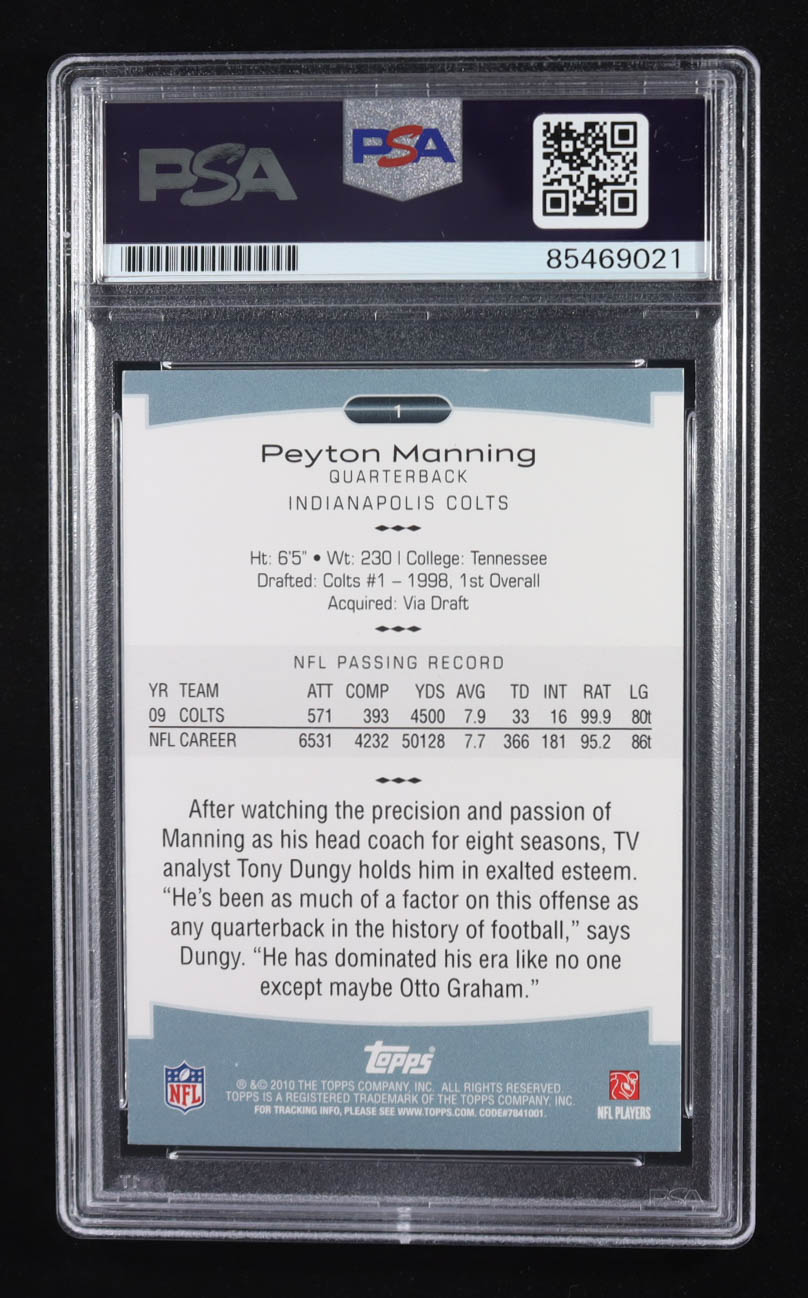 PSA PSA
85469021
1
Peyton Manning
QUARTERBACK
INDIANAPOLIS COLTS
Ht: 6'5" • Wt: 230 | College: Tennessee
Drafted: Colts #1 – 1998, 1st Overall
Acquired: Via Draft
NFL PASSING RECORD
YR TEAM ATT COMP YDS AVG TD INT RAT LG
09 COLTS 571 393 4500 7.9 33 16 99.9 80t
NFL CAREER 6531 4232 50128 7.7 366 181 95.2 86t
After watching the precision and passion of
Manning as his head coach for eight seasons, TV
analyst Tony Dungy holds him in exalted esteem.
“He's been as much of a factor on this offense as
any quarterback in the history of football,” says
Dungy. “He has dominated his era like no one
except maybe Otto Graham.”
Topps
NFL
® &© 2010 THE TOPPS COMPANY, INC. ALL RIGHTS RESERVED.
TOPPS IS A REGISTERED TRADEMARK OF THE TOPPS COMPANY, INC.
FOR TRACKING INFO, PLEASE SEE WWW.TOPPS.COM. CODE#7841001.
NFL PLAYERS
PSA